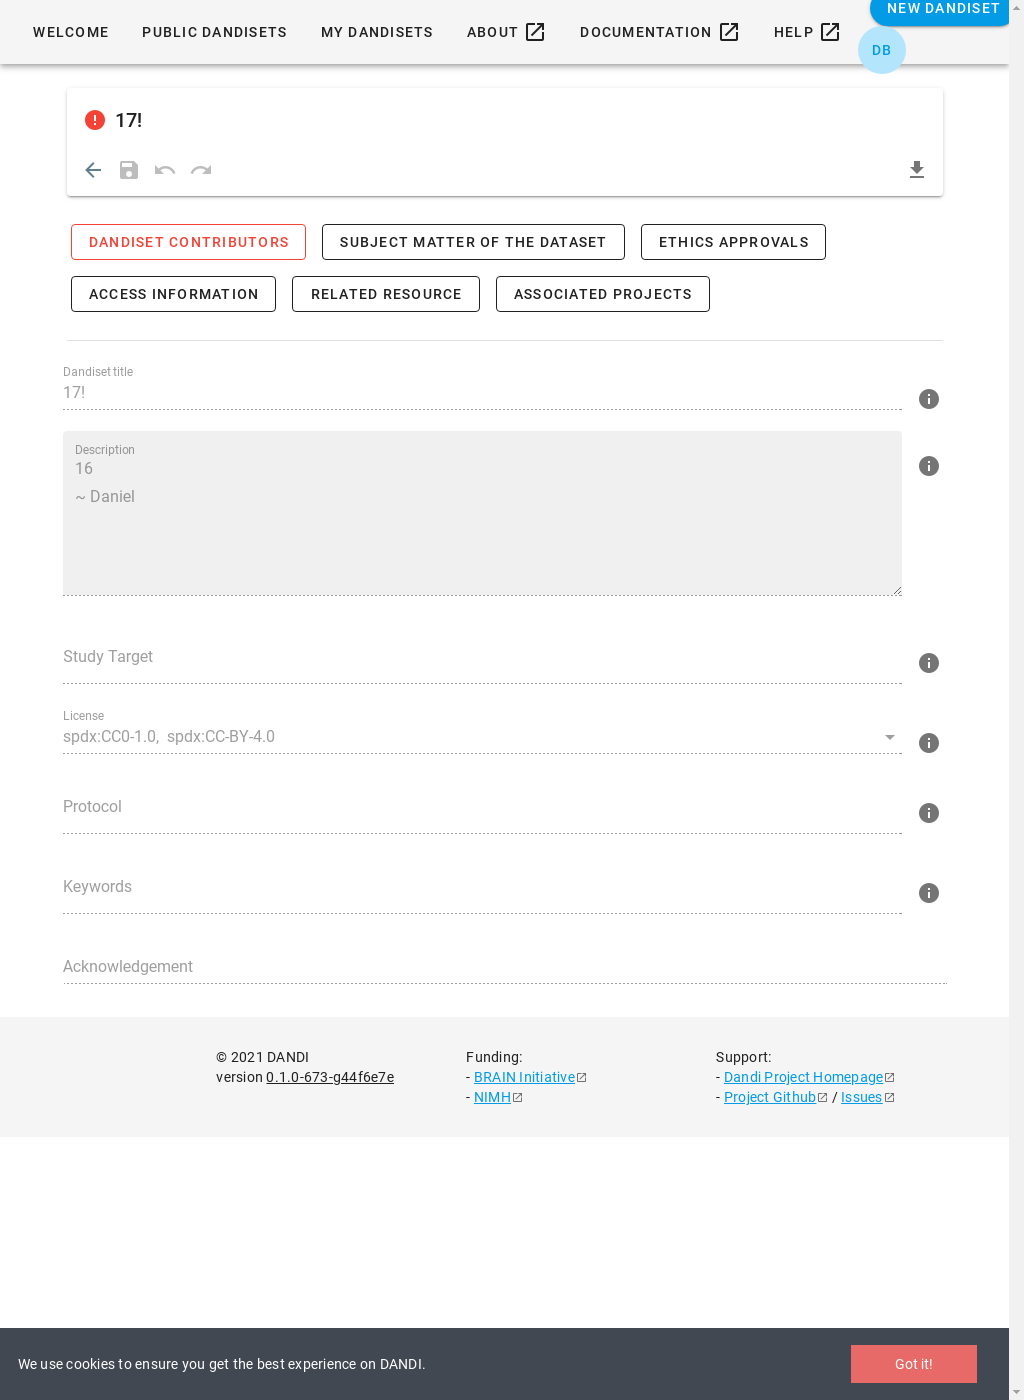 WELCOME PUBLIC DANDISETS MY DANDISETS ABOUT DOCUMENTATION HELP NEW DANDISET
DB
17!
DANDISET CONTRIBUTORS SUBJECT MATTER OF THE DATASET ETHICS APPROVALS
ACCESS INFORMATION RELATED RESOURCE ASSOCIATED PROJECTS
Dandiset title
17!
Description
16
~ Daniel
Study Target
License
spdx:CC0-1.0, spdx:CC-BY-4.0
Protocol
Keywords
Acknowledgement
© 2021 DANDI
version 0.1.0-673-g44f6e7e
Funding:
- BRAIN Initiative
- NIMH
Support:
- Dandi Project Homepage
- Project Github / Issues
We use cookies to ensure you get the best experience on DANDI.
Got it!